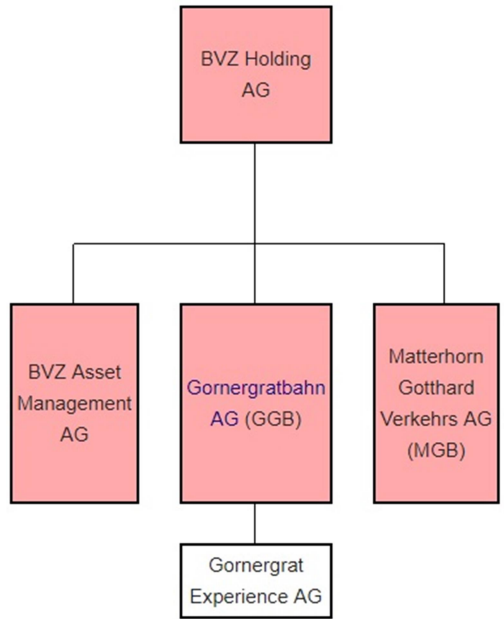 BVZ Holding
AG
BVZ Asset
Management
AG
Gornergratbahn
AG (GGB)
Matterhorn
Gotthard
Verkehrs AG
(MGB)
Gornergrat
Experience AG